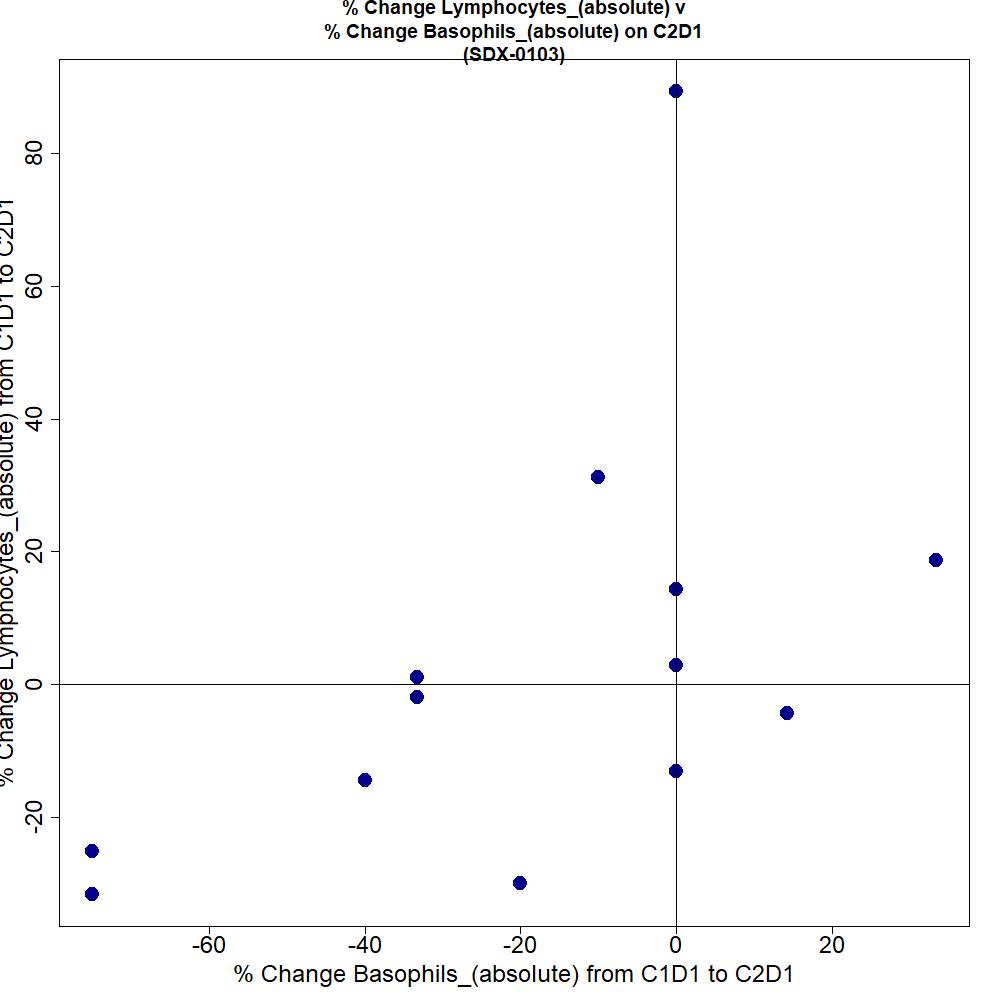 % Change Lymphocytes_(absolute) v
% Change Basophils_(absolute) on C2D1
(SDX-0103)
% Change Lymphocytes_(absolute) from C1D1 to C2D1
80
60
40
20
0
-20
-60
-40
-20
0
20
% Change Basophils_(absolute) from C1D1 to C2D1